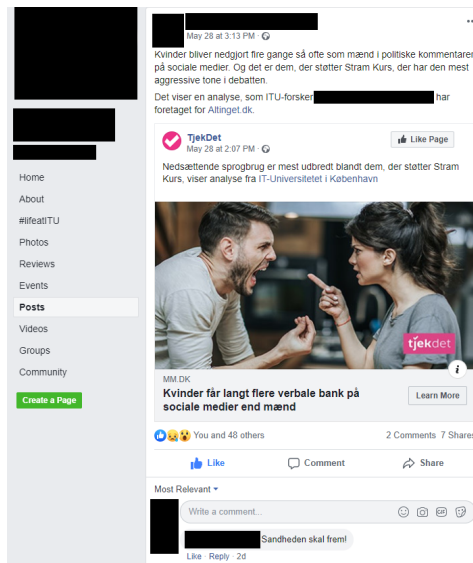 May 28 at 3:13 PM ·
Kvinder bliver nedgjort fire gange så ofte som mænd i politiske kommentarer
på sociale medier. Og det er dem, der støtter Stram Kurs, der har den mest
aggressive tone i debatten.
Det viser en analyse, som ITU-forsker har
foretaget for Altinget.dk.
TjekDet
May 28 at 2:07 PM ·
Like Page
Nedsættende sprogbrug er mest udbredt blandt dem, der støtter Stram
Kurs, viser analyse fra IT-Universitetet i København
tjekdet
i
MM.DK
Kvinder får langt flere verbale bank på
sociale medier end mænd
Learn More
You and 48 others
2 Comments 7 Shares
Like
Comment
Share
Most Relevant
Write a comment...
GIF
Sandheden skal frem!
Like · Reply · 2d
Home
About
#lifeatITU
Photos
Reviews
Events
Posts
Videos
Groups
Community
Create a Page